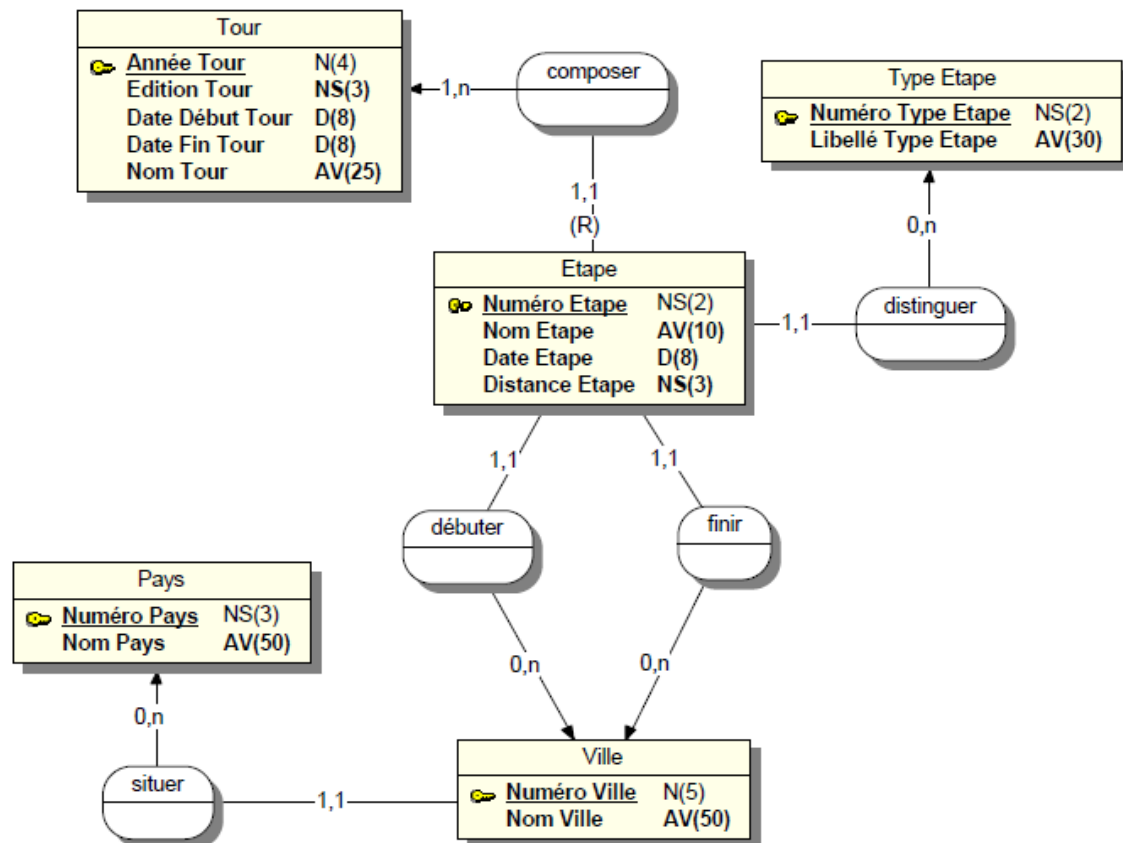 Tour
Année Tour N(4)
Edition Tour NS(3)
Date Début Tour D(8)
Date Fin Tour D(8)
Nom Tour AV(25)
1,n
composer
1,1
(R)
Type Etape
Numéro Type Etape NS(2)
Libellé Type Etape AV(30)
0,n
distinguer
1,1
Etape
Numéro Etape NS(2)
Nom Etape AV(10)
Date Etape D(8)
Distance Etape NS(3)
1,1
1,1
débuter
finir
0,n
0,n
Pays
Numéro Pays NS(3)
Nom Pays AV(50)
0,n
situer
1,1
Ville
Numéro Ville N(5)
Nom Ville AV(50)